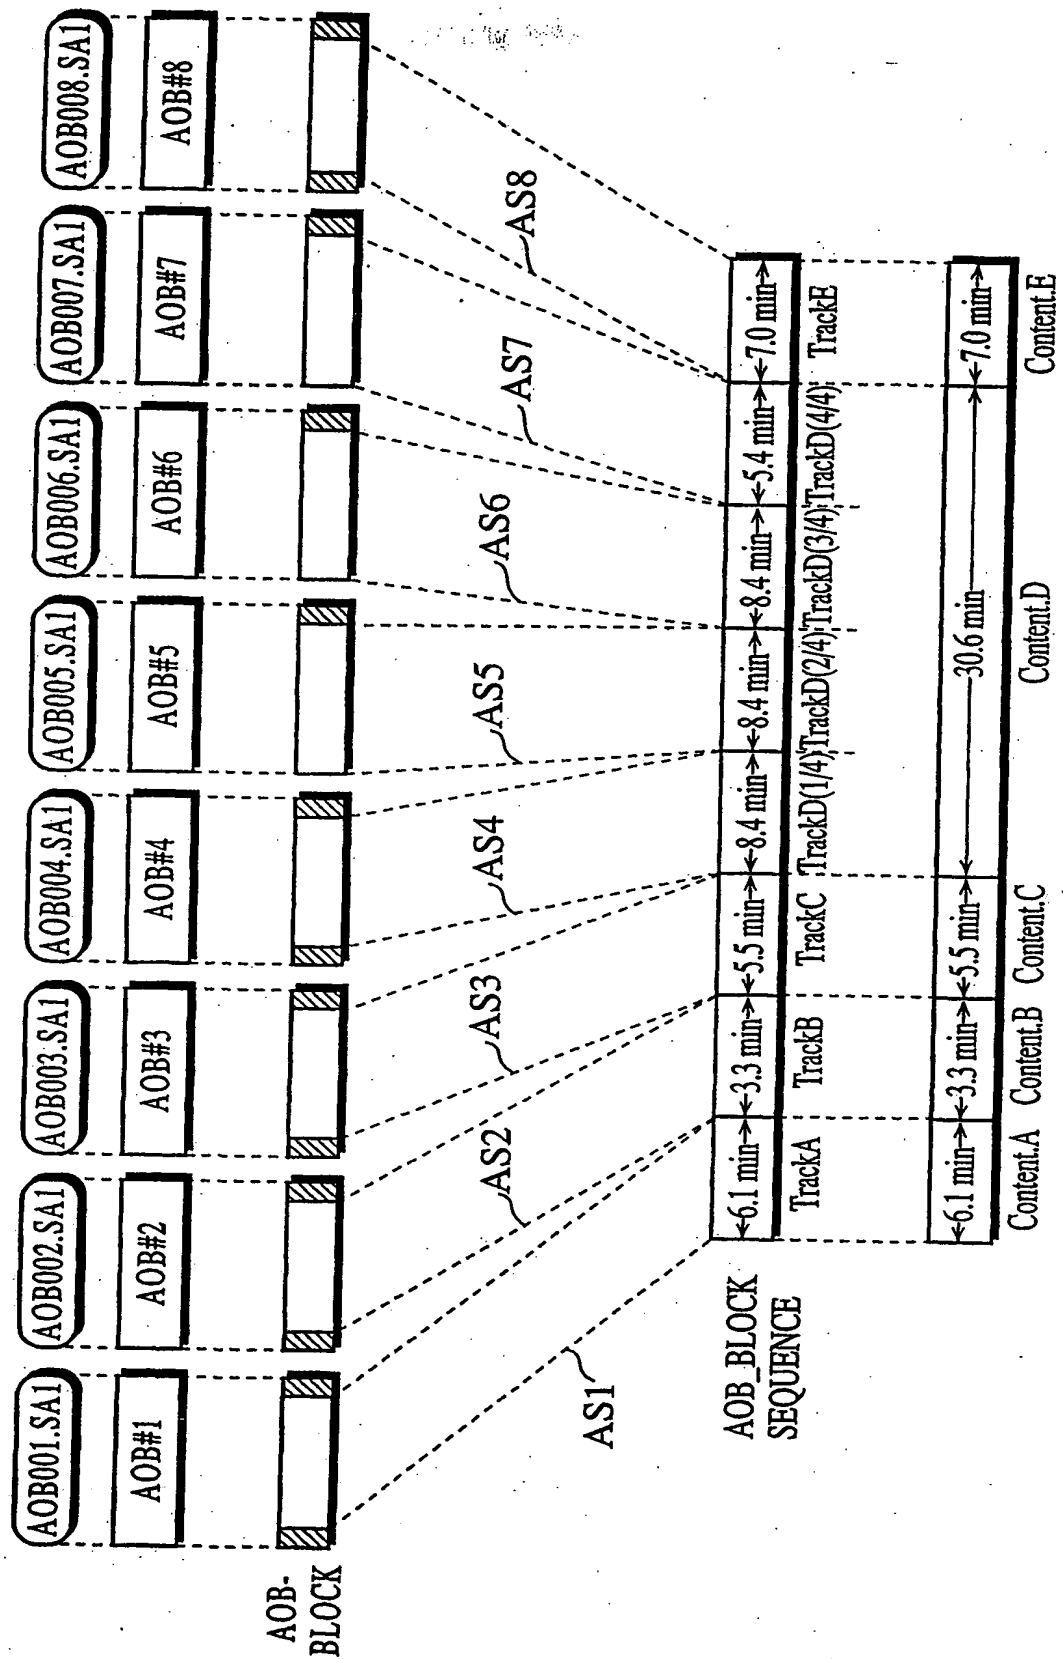 AOB001.SA1 AOB002.SA1 AOB003.SA1 AOB004.SA1 AOB005.SA1 AOB006.SA1 AOB007.SA1 AOB008.SA1
AOB#1 AOB#2 AOB#3 AOB#4 AOB#5 AOB#6 AOB#7 AOB#8
AOB-
BLOCK
AS1 AS2 AS3 AS4 AS5 AS6 AS7 AS8
AOB_BLOCK
SEQUENCE
6.1 min 3.3 min 5.5 min 8.4 min 8.4 min 8.4 min 5.4 min 7.0 min
TrackA TrackB TrackC TrackD(1/4) TrackD(2/4) TrackD(3/4) TrackD(4/4) TrackE
6.1 min 3.3 min 5.5 min 30.6 min 7.0 min
Content.A Content.B Content.C Content.D Content.E